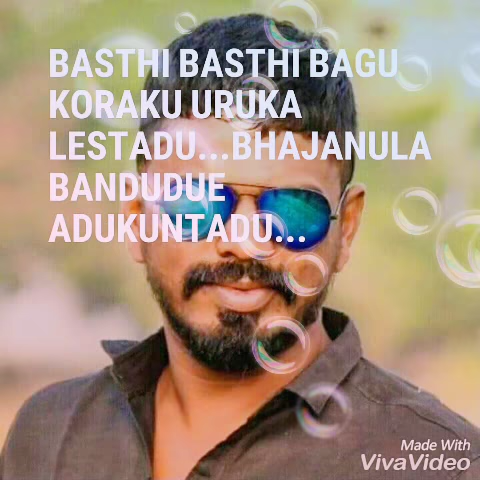 BASTHI BASTHI BAGU
KORAKU URUKA
LESTADU...BHAJANULA
BANDUDUE
ADUKUNTADU...
Made With
VivaVideo